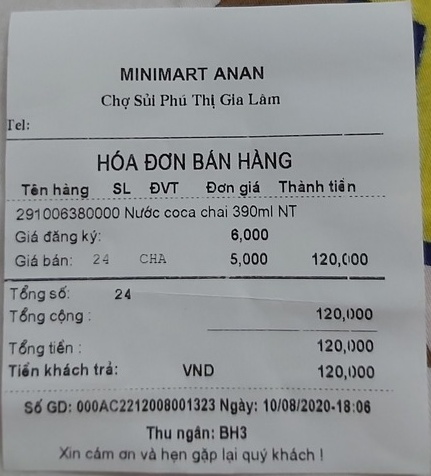 MINIMART ANAN
Chợ Sủi Phú Thị Gia Lâm
Tel:
HÓA ĐƠN BÁN HÀNG
Tên hàng SL ĐVT Đơn giá Thành tiền
291006380000 Nước coca chai 390ml NT
Giá đăng ký: 6,000
Giá bán: 24 CHA 5,000 120,000
Tổng số: 24
Tổng cộng : 120,000
Tổng tiền : 120,000
Tiền khách trả: VND 120,000
Số GD: 000AC2212008001323 Ngày: 10/08/2020-18:06
Thu ngân: BH3
Xin cảm ơn và hẹn gặp lại quý khách !